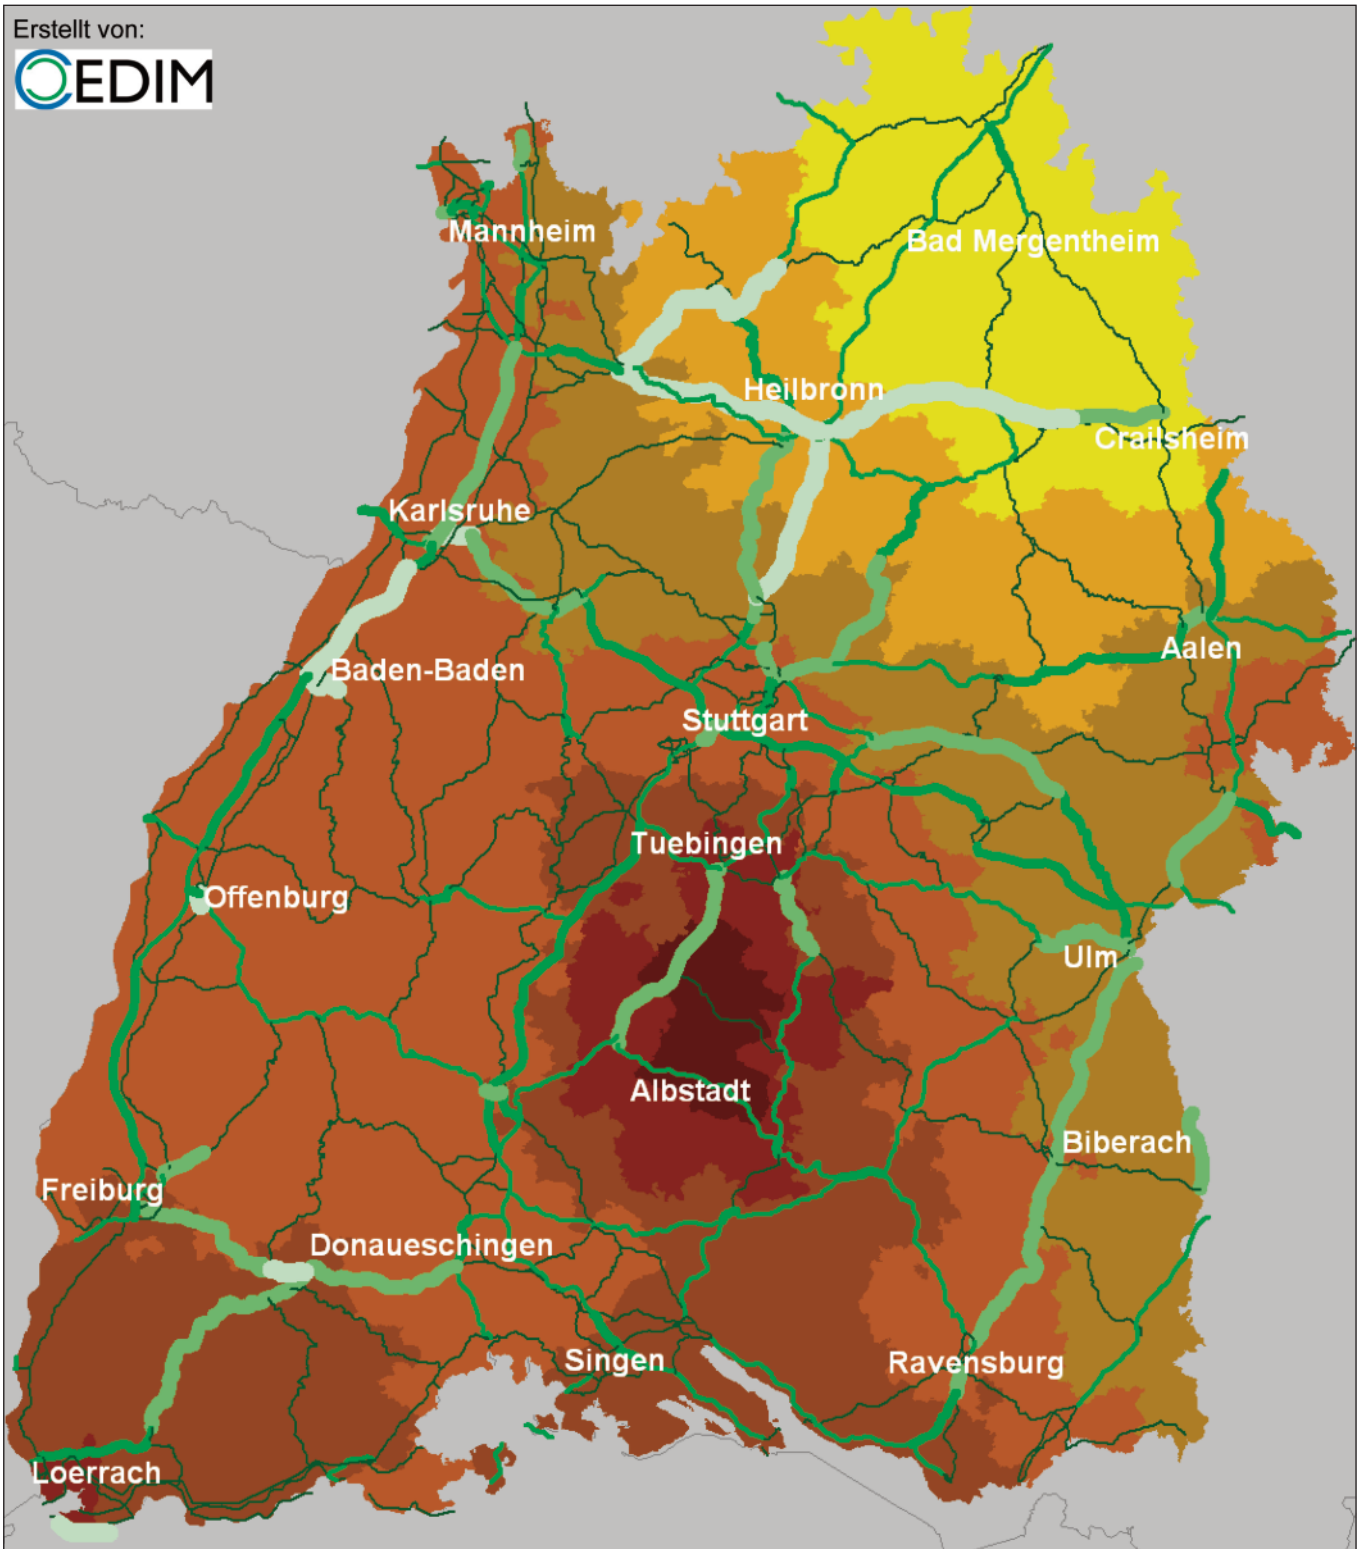 Erstellt von:
CEDIM
Mannheim
Bad Mergentheim
Heilbronn
Crailsheim
Karlsruhe
Aalen
Baden-Baden
Stuttgart
Tuebingen
Offenburg
Ulm
Albstadt
Biberach
Freiburg
Donaueschingen
Singen
Ravensburg
Loerrach